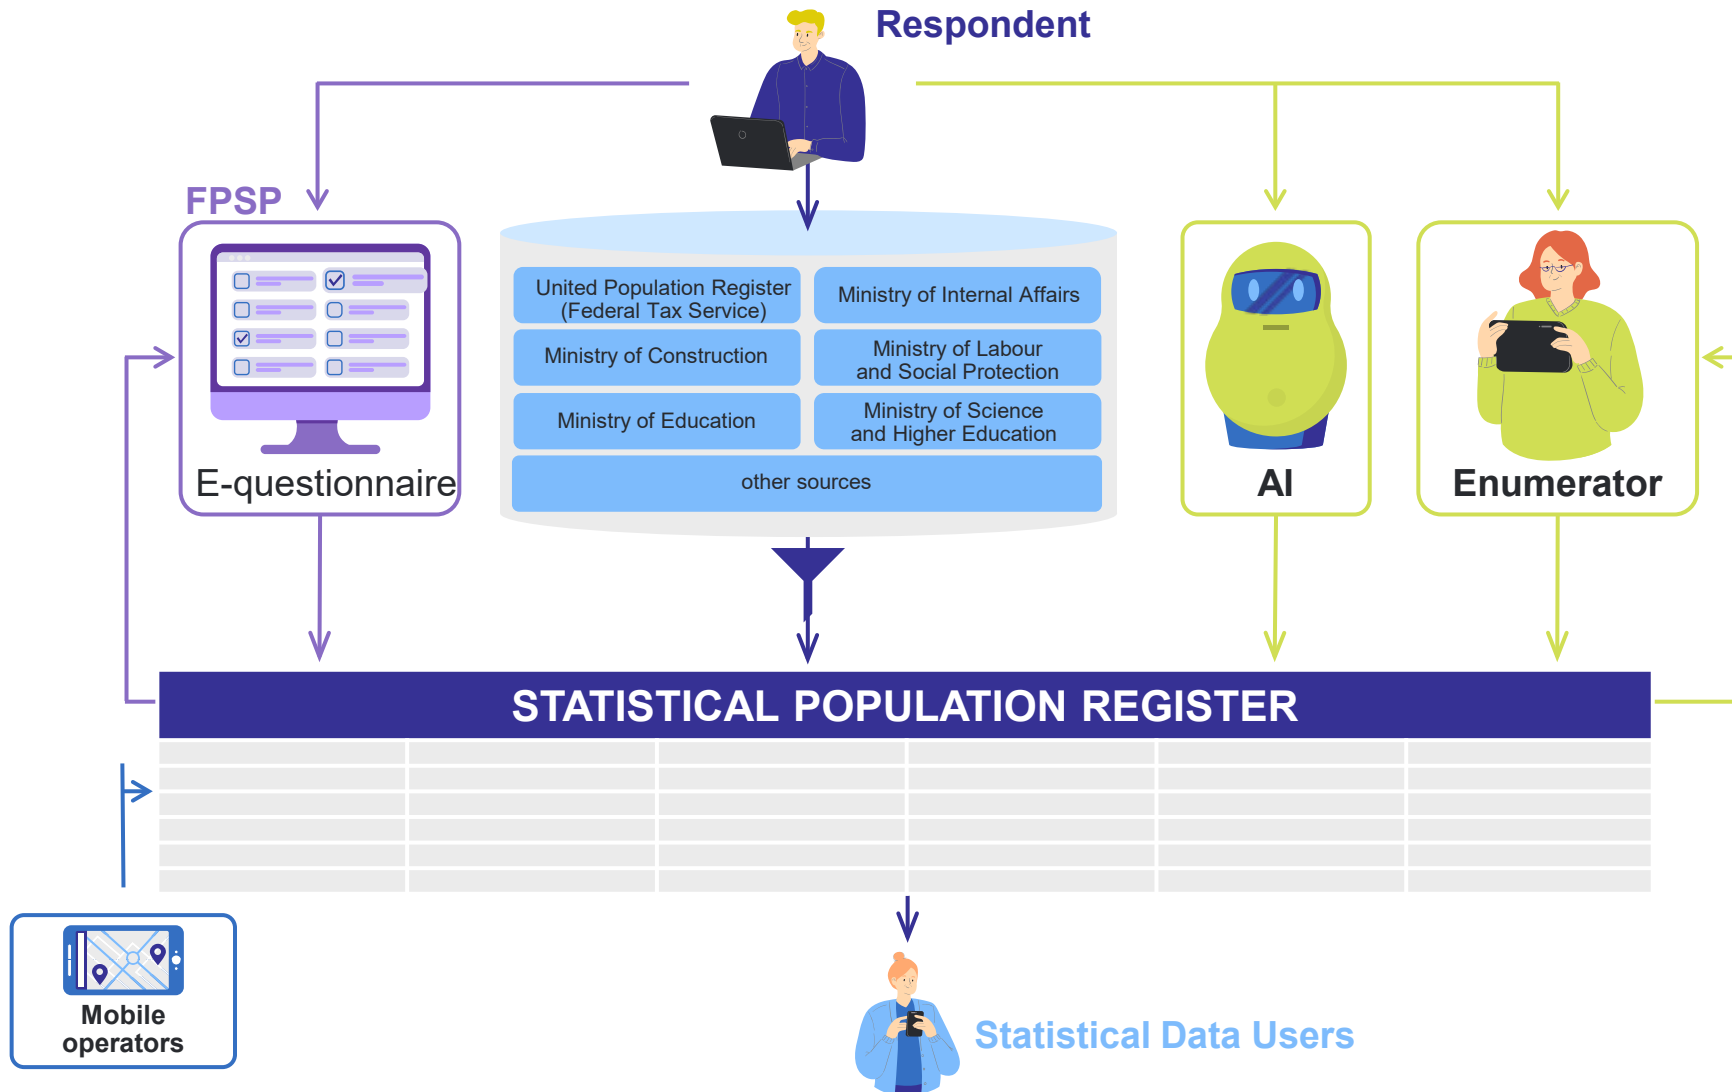 Respondent
FPSP
E-questionnaire
United Population Register
(Federal Tax Service)
Ministry of Internal Affairs
Ministry of Construction
Ministry of Labour
and Social Protection
Ministry of Education
Ministry of Science
and Higher Education
other sources
AI
Enumerator
STATISTICAL POPULATION REGISTER
Mobile
operators
Statistical Data Users